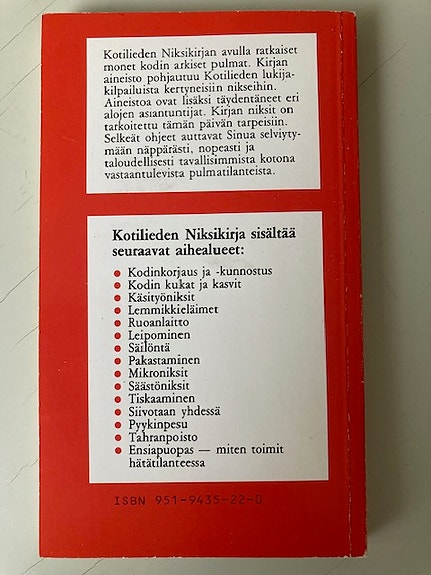 Kotilieden Niksikirjan avulla ratkaiset
monet kodin arkiset pulmat. Kirjan
aineisto pohjautuu Kotilieden lukija-
kilpailuista kertyneisiin nikseihin.
Aineistoa ovat lisäksi täydentäneet eri
alojen asiantuntijat. Kirjan niksit on
tarkoitettu tämän päivän tarpeisiin.
Selkeät ohjeet auttavat Sinua selviyty-
mään näppärästi, nopeasti ja
taloudellisesti tavallisimmista kotona
vastaantulevista pulmatilanteista.
Kotilieden Niksikirja sisältää
seuraavat aihealueet:
● Kodinkorjaus ja -kunnostus
● Kodin kukat ja kasvit
● Käsityöniksit
● Lemmikkieläimet
● Ruoanlaitto
● Leipominen
● Säilöntä
● Pakastaminen
● Mikroniksit
● Säästöniksit
● Tiskaaminen
● Siivotaan yhdessä
● Pyykinpesu
● Tahranpoisto
● Ensiapuopas — miten toimit
hätätilanteessa
ISBN 951-9435-22-0